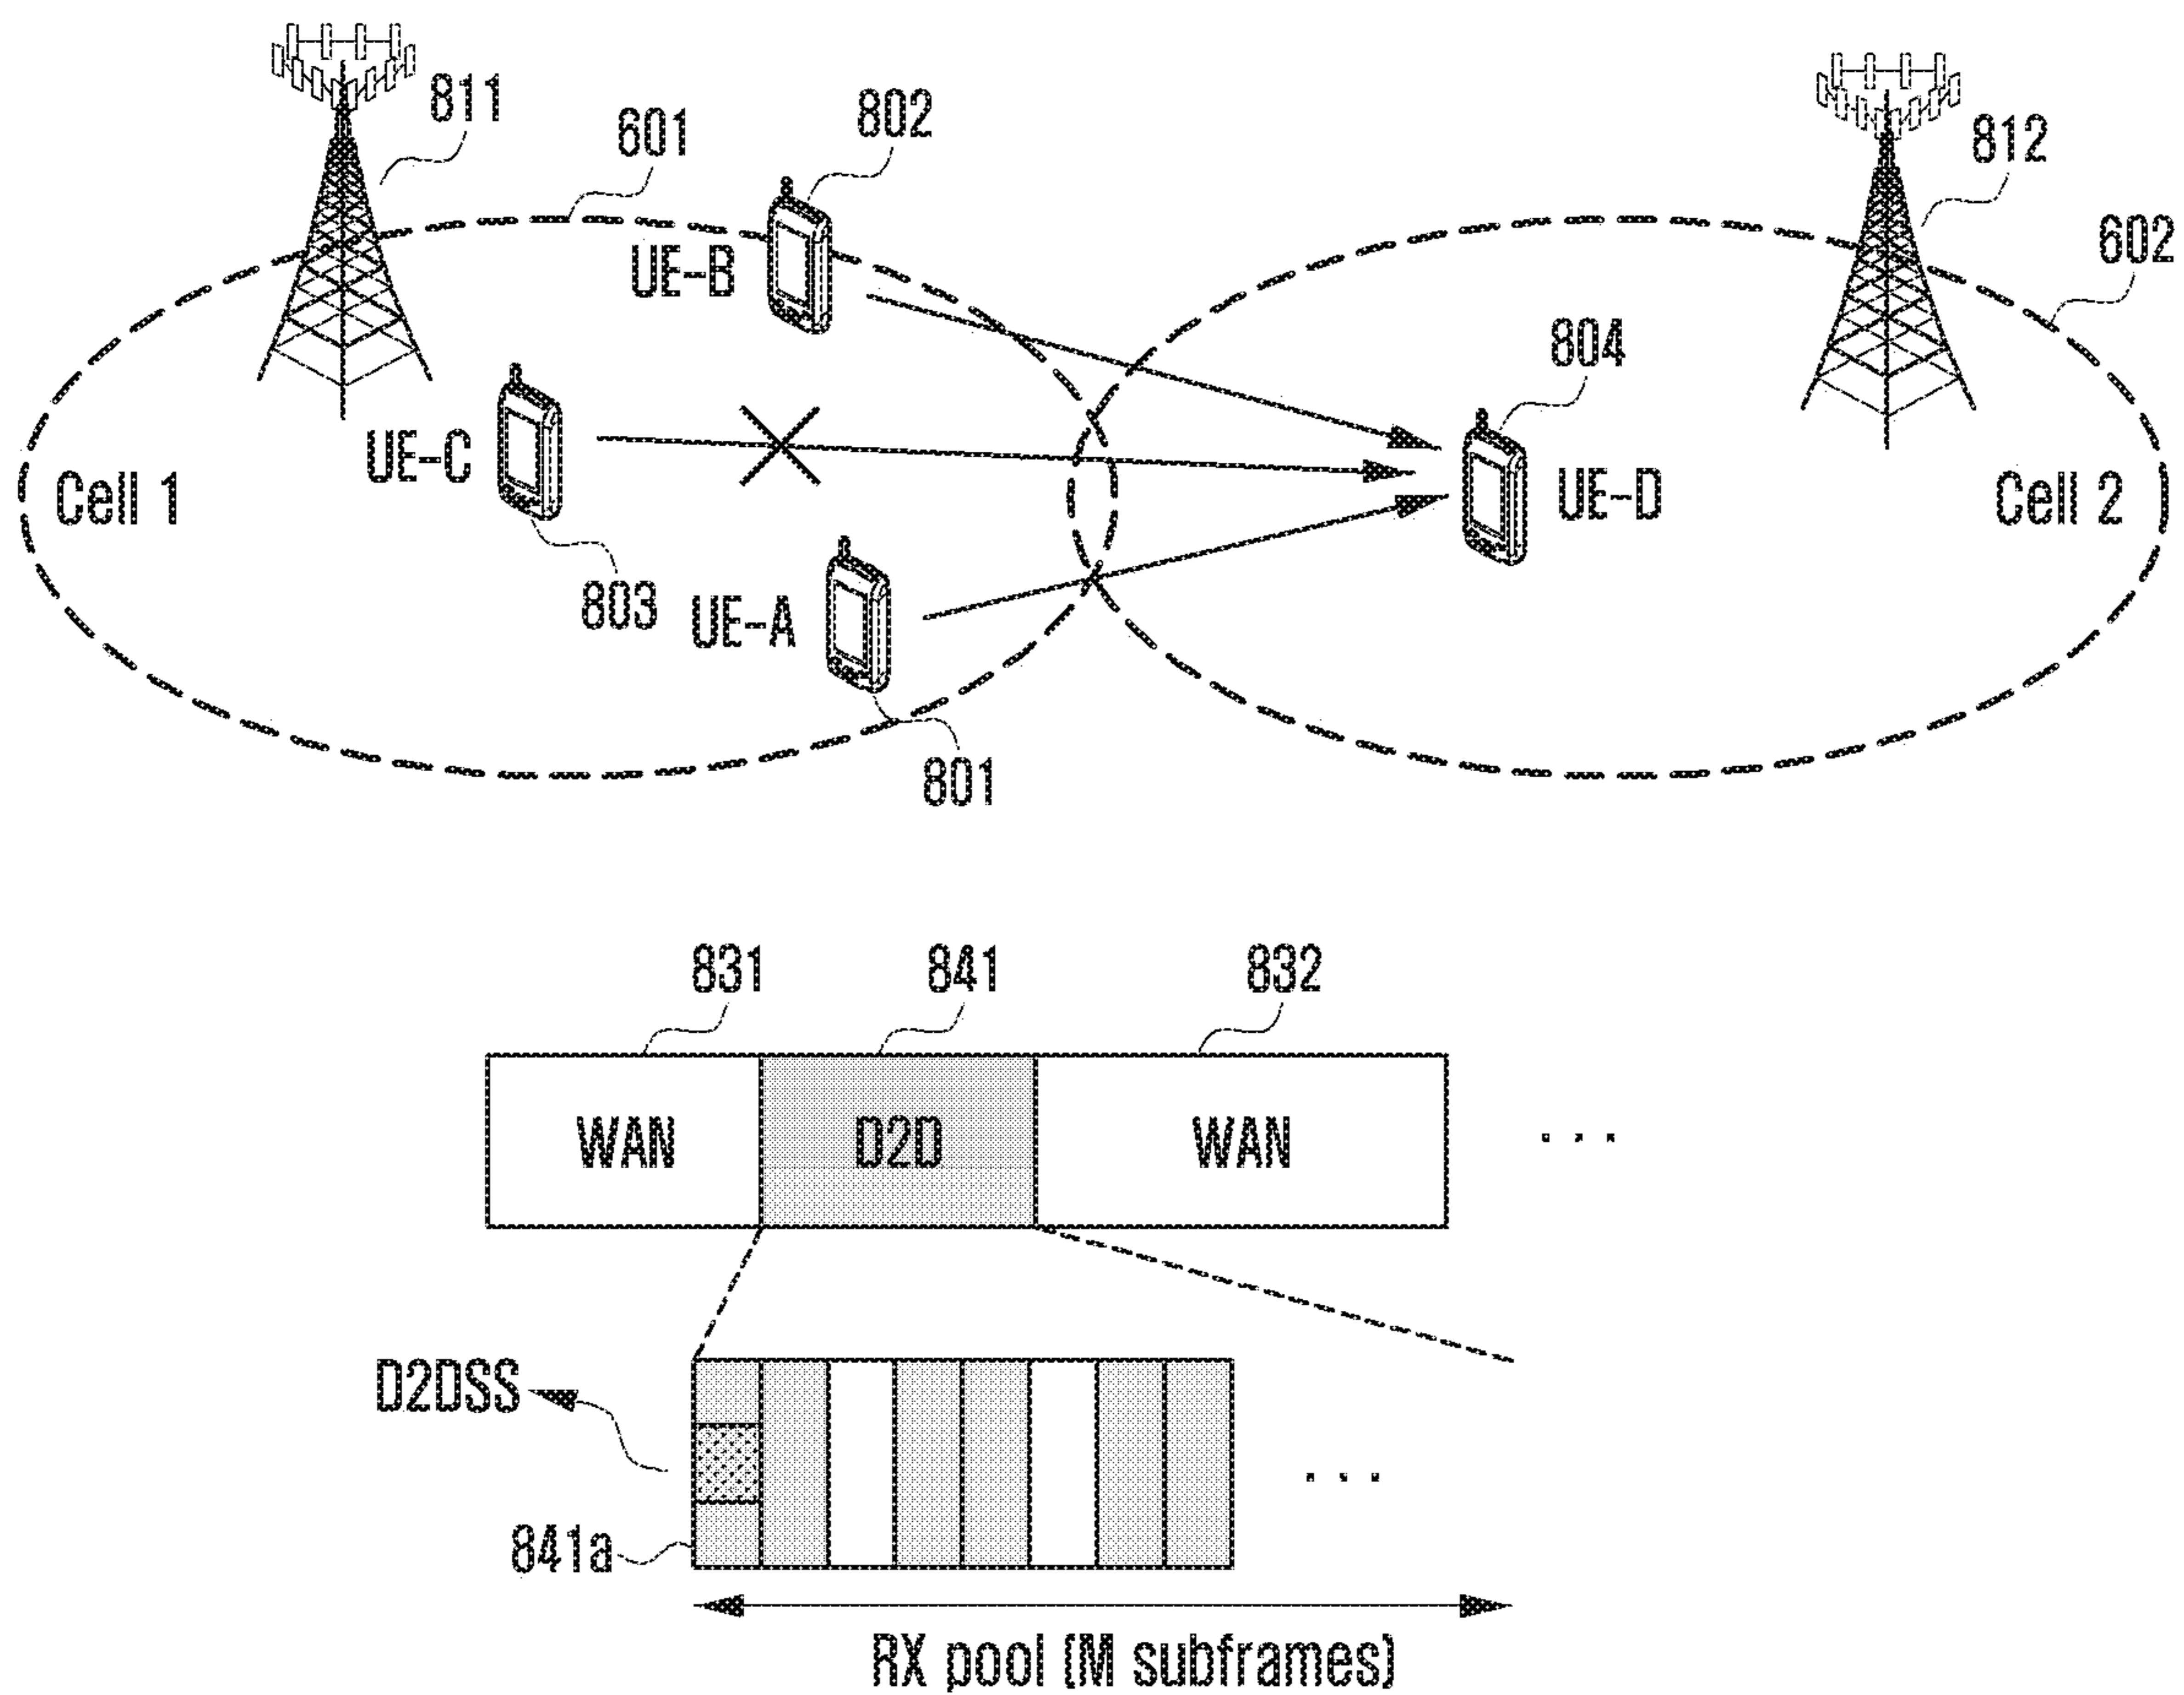 811
601
802
812
602
UE-B
804
UE-C
Cell 1
UE-D
Cell 2
803
UE-A
801
831
841
832
WAN
D2D
WAN
...
D2DSS
...
841a
RX pool (M subframes)